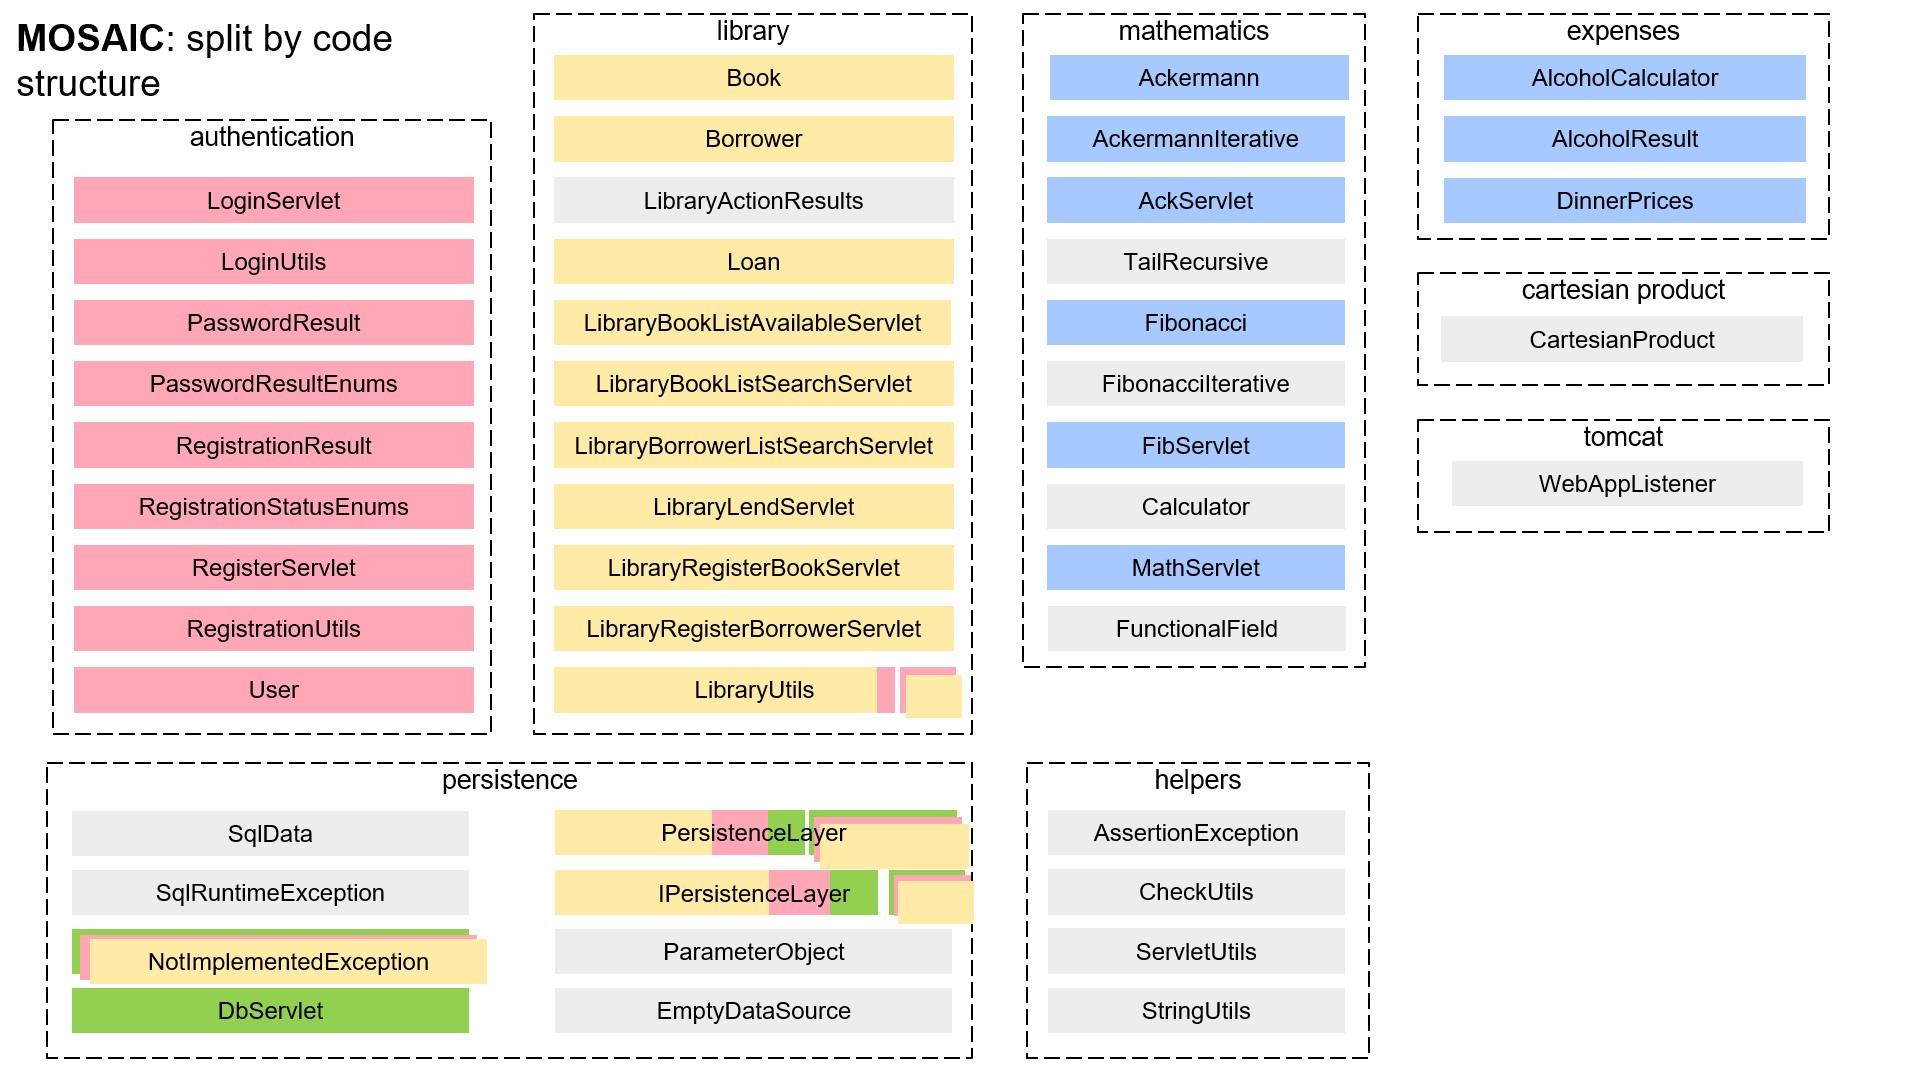 MOSAIC: split by code
structure
authentication
LoginServlet
LoginUtils
PasswordResult
PasswordResultEnums
RegistrationResult
RegistrationStatusEnums
RegisterServlet
RegistrationUtils
User
library
Book
Borrower
LibraryActionResults
Loan
LibraryBookListAvailableServlet
LibraryBookListSearchServlet
LibraryBorrowerListSearchServlet
LibraryLendServlet
LibraryRegisterBookServlet
LibraryRegisterBorrowerServlet
LibraryUtils
mathematics
Ackermann
AckermannIterative
AckServlet
TailRecursive
Fibonacci
FibonacciIterative
FibServlet
Calculator
MathServlet
FunctionalField
expenses
AlcoholCalculator
AlcoholResult
DinnerPrices
cartesian product
CartesianProduct
tomcat
WebAppListener
persistence
SqlData
SqlRuntimeException
NotImplementedException
DbServlet
PersistenceLayer
IPersistenceLayer
ParameterObject
EmptyDataSource
helpers
AssertionException
CheckUtils
ServletUtils
StringUtils